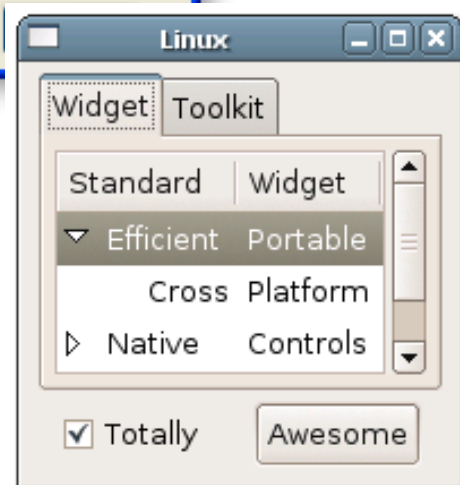 Linux
Widget Toolkit
Standard Widget
Efficient Portable
Cross Platform
Native Controls
Totally Awesome